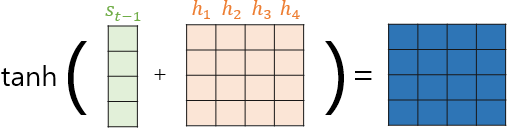 s_{t-1} h_1 h_2 h_3 h_4
tanh ( + ) =